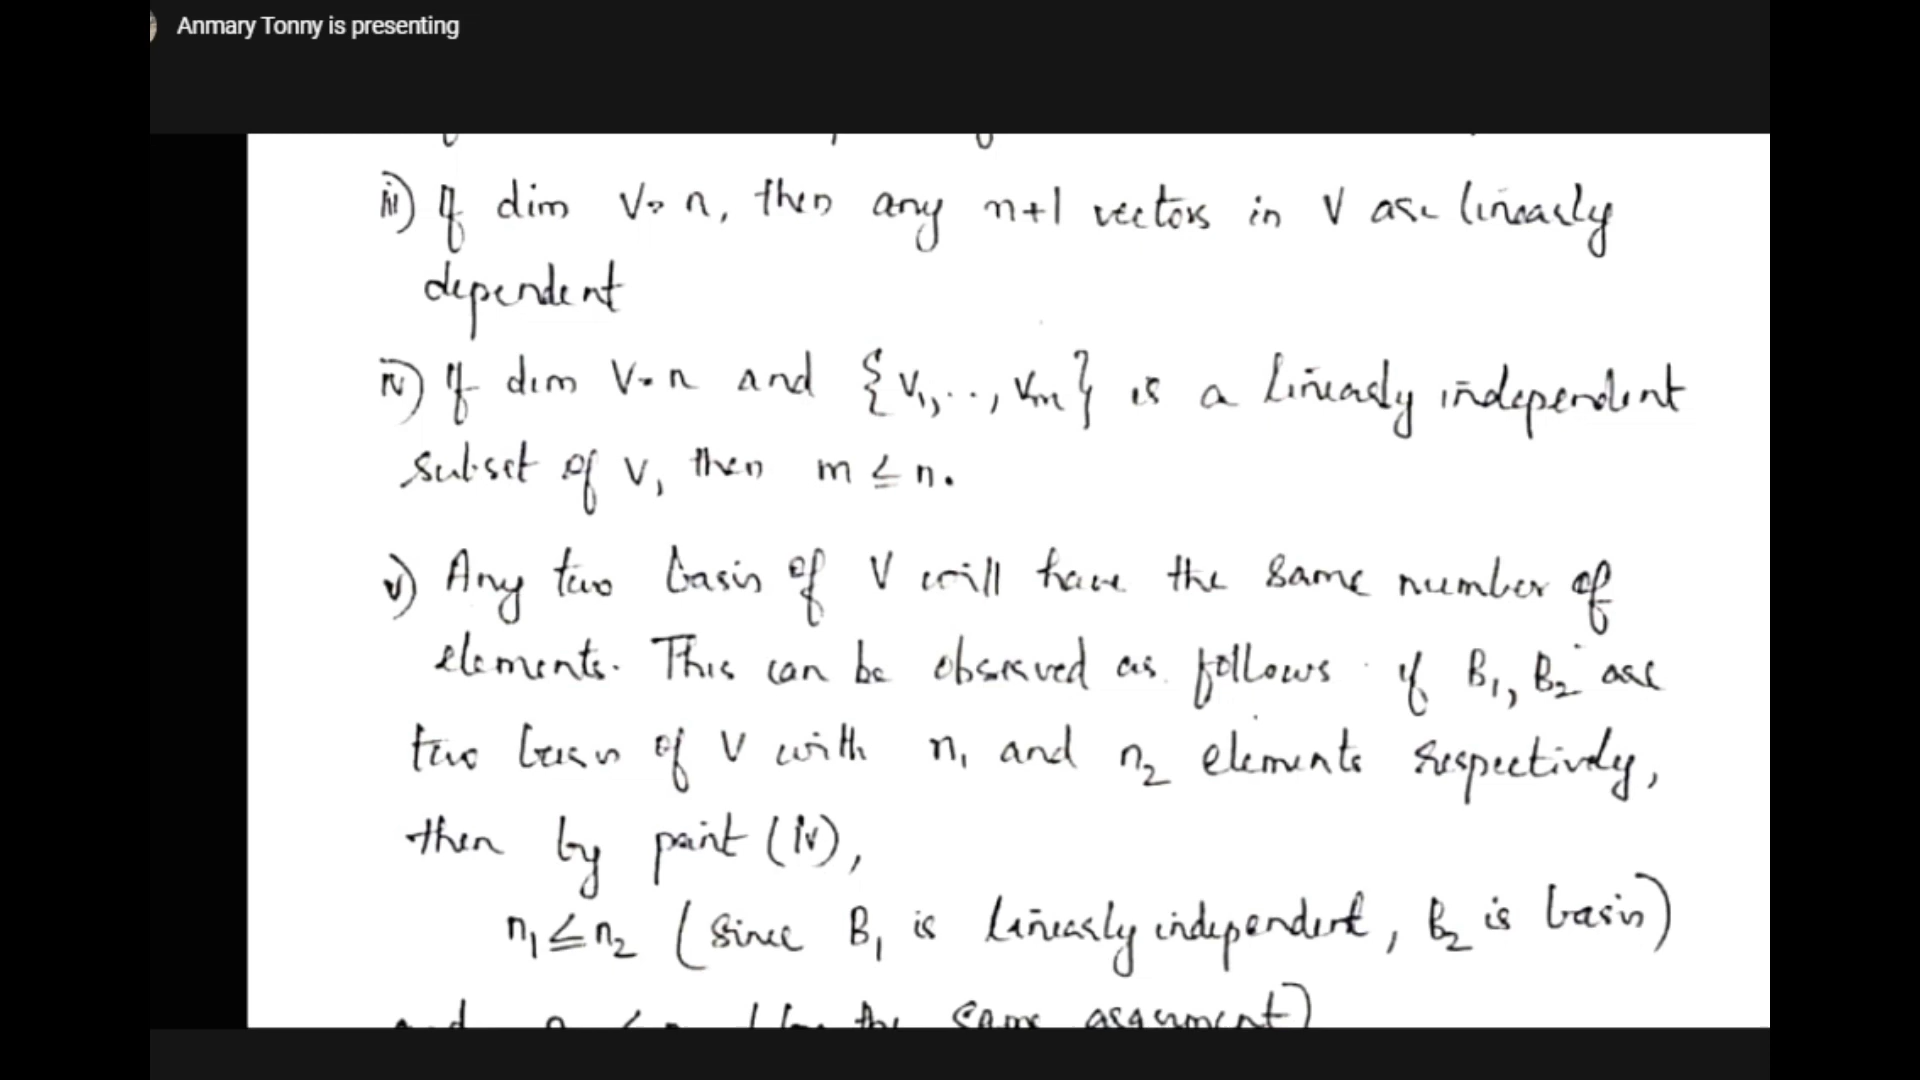 Anmary Tonny is presenting
iii) If dim V = n, then any n+1 vectors in V are linearly
dependent
iv) If dim V = n and {v₁, .., vₘ} is a linearly independent
subset of V, then m ≤ n.
v) Any two basis of V will have the same number of
elements. This can be observed as follows if B₁, B₂ are
two basis of V with n₁ and n₂ elements respectively,
then by point (iv),
n₁ ≤ n₂ (since B₁ is linearly independent, B₂ is basis)
same argument)